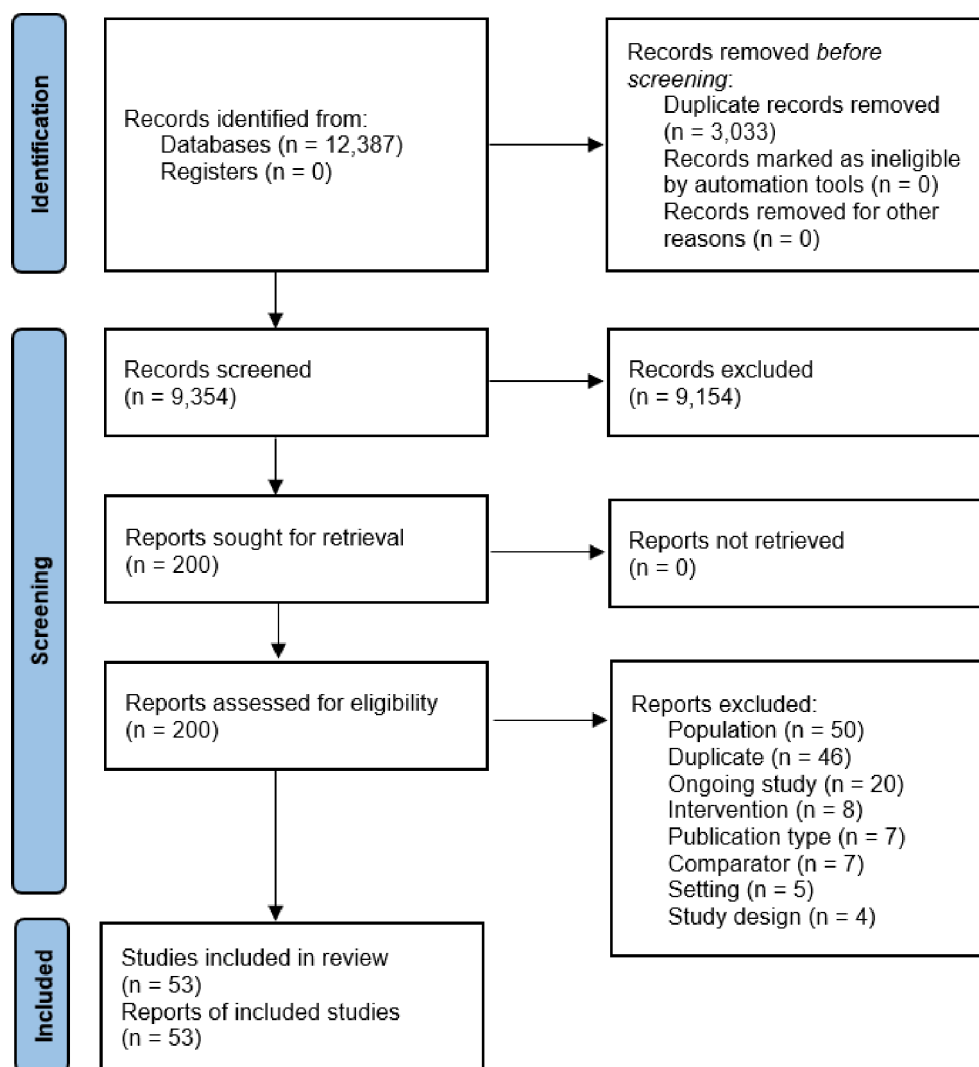 Identification
Records identified from:
Databases (n = 12,387)
Registers (n = 0)
Records removed before
screening:
Duplicate records removed
(n = 3,033)
Records marked as ineligible
by automation tools (n = 0)
Records removed for other
reasons (n = 0)
Screening
Records screened
(n = 9,354)
Records excluded
(n = 9,154)
Reports sought for retrieval
(n = 200)
Reports not retrieved
(n = 0)
Reports assessed for eligibility
(n = 200)
Reports excluded:
Population (n = 50)
Duplicate (n = 46)
Ongoing study (n = 20)
Intervention (n = 8)
Publication type (n = 7)
Comparator (n = 7)
Setting (n = 5)
Study design (n = 4)
Included
Studies included in review
(n = 53)
Reports of included studies
(n = 53)